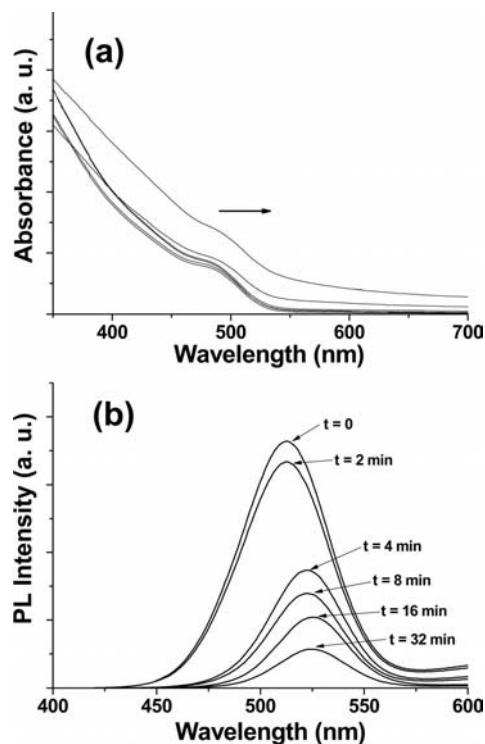 (a)
Absorbance (a. u.)
400 500 600 700
Wavelength (nm)
(b)
t = 0
t = 2 min
t = 4 min
t = 8 min
t = 16 min
t = 32 min
PL Intensity (a. u.)
400 450 500 550 600
Wavelength (nm)